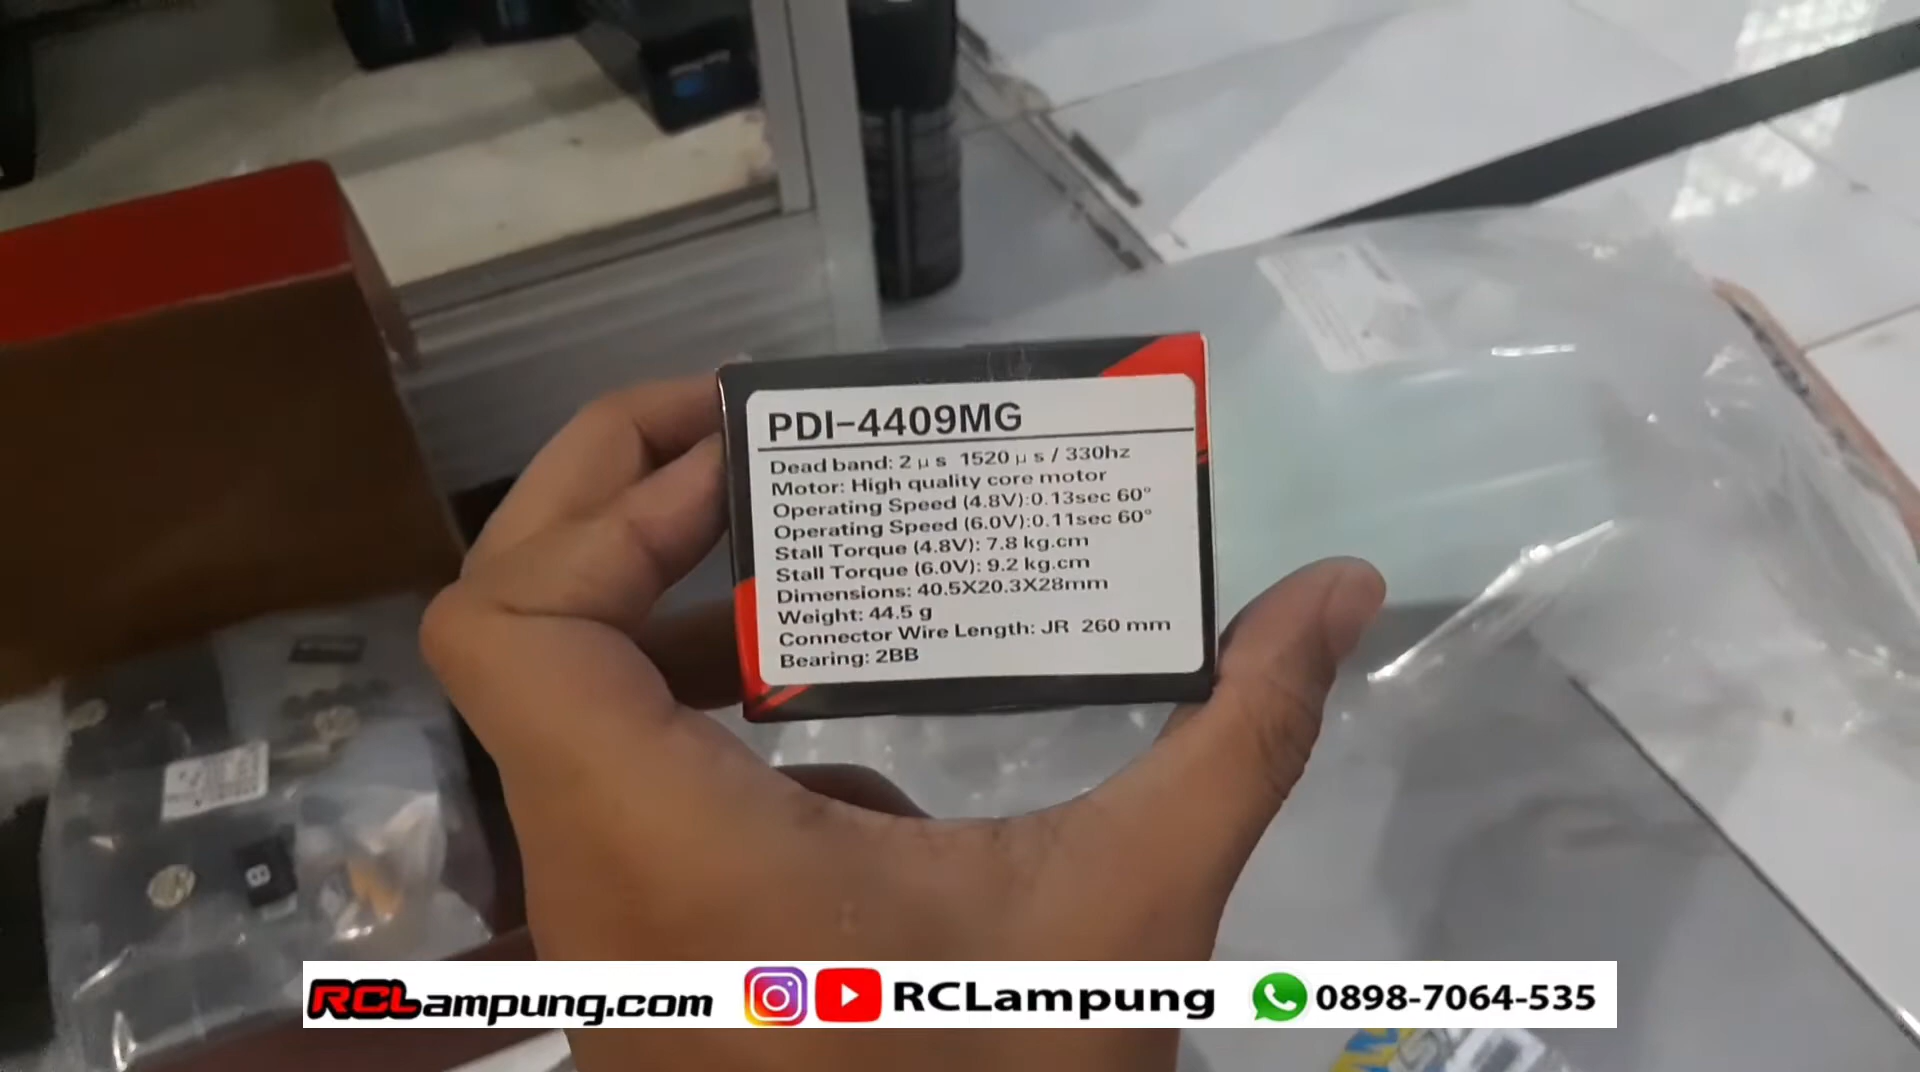 PDI-4409MG
Dead band: 2 μ s 1520 μ s / 330hz
Motor: High quality core motor
Operating Speed (4.8V):0.13sec 60°
Operating Speed (6.0V):0.11sec 60°
Stall Torque (4.8V): 7.8 kg.cm
Stall Torque (6.0V): 9.2 kg.cm
Dimensions: 40.5X20.3X28mm
Weight: 44.5 g
Connector Wire Length: JR 260 mm
Bearing: 2BB
RCLampung.com RCLampung 0898-7064-535